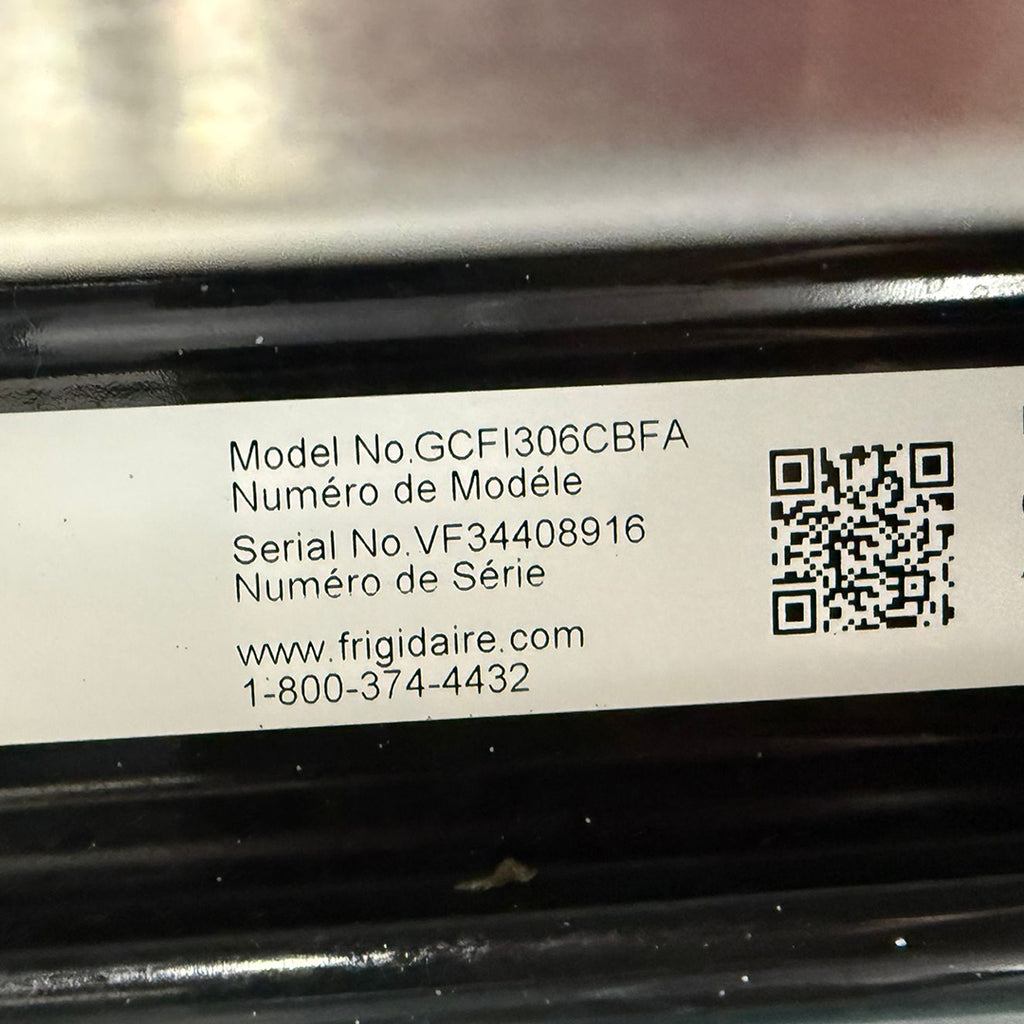 Model No.GCFI306CBFA
Numéro de Modéle
Serial No.VF34408916
Numéro de Série
www.frigidaire.com
1-800-374-4432